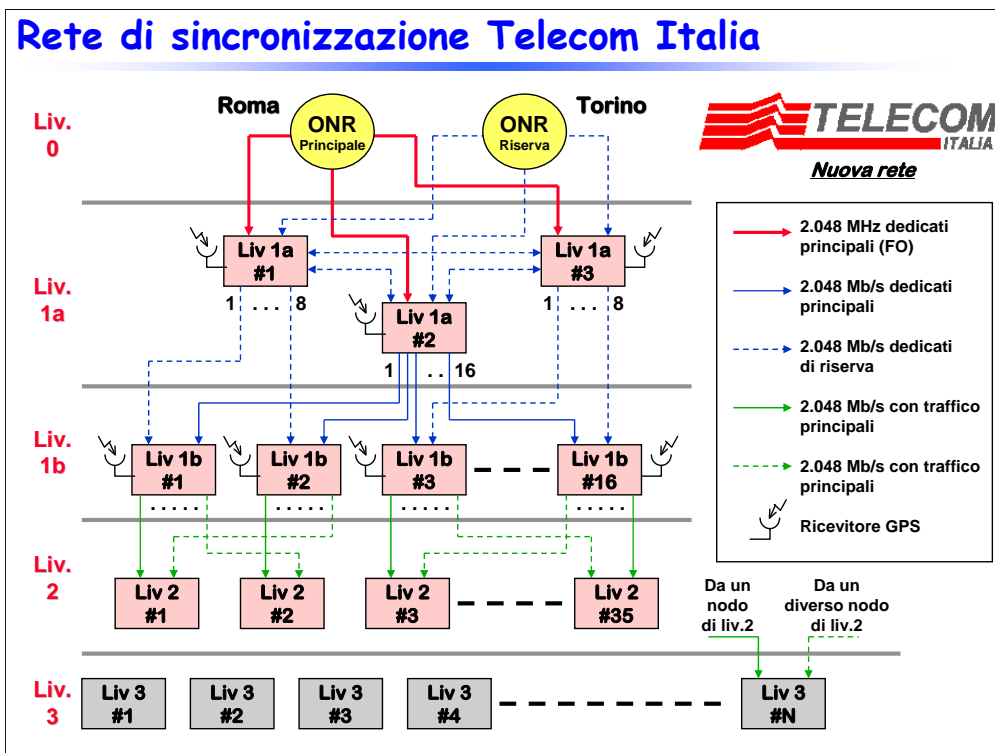 Rete di sincronizzazione Telecom Italia
Liv.
0
Roma
ONR
Principale
ONR
Riserva
Torino
TELECOM
ITALIA
Nuova rete
Liv.
1a
Liv 1a
#1
Liv 1a
#3
1 . . . 8
1 . . . 8
Liv 1a
#2
1 . . 16
Liv.
1b
Liv 1b
#1
Liv 1b
#2
Liv 1b
#3
Liv 1b
#16
. . . . .
. . . . .
. . . . .
. . . . .
Liv.
2
Liv 2
#1
Liv 2
#2
Liv 2
#3
Liv 2
#35
2.048 MHz dedicati
principali (FO)
2.048 Mb/s dedicati
principali
2.048 Mb/s dedicati
di riserva
2.048 Mb/s con traffico
principali
2.048 Mb/s con traffico
principali
Ricevitore GPS
Da un
nodo
di liv.2
Da un
diverso nodo
di liv.2
Liv.
3
Liv 3
#1
Liv 3
#2
Liv 3
#3
Liv 3
#4
Liv 3
#N